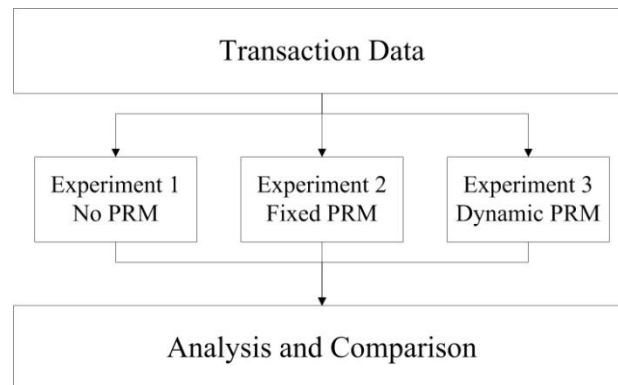 Transaction Data
Experiment 1
No PRM
Experiment 2
Fixed PRM
Experiment 3
Dynamic PRM
Analysis and Comparison